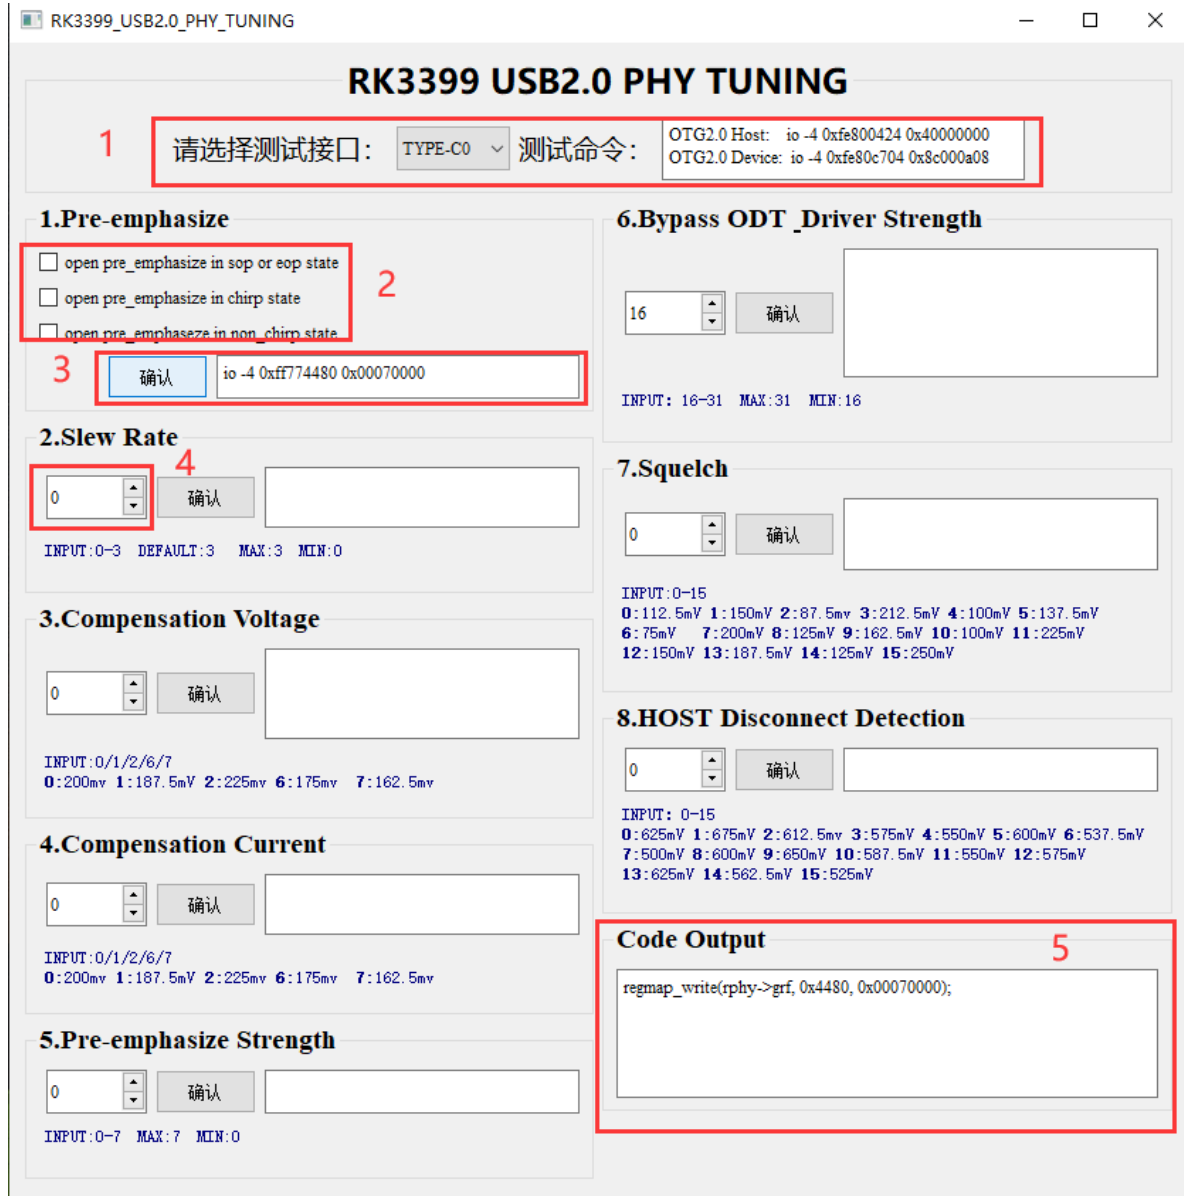 RK3399_USB2.0_PHY_TUNING
RK3399 USB2.0 PHY TUNING
1
请选择测试接口： TYPE-C0 测试命令：
OTG2.0 Host: io -4 0xfe800424 0x40000000
OTG2.0 Device: io -4 0xfe80c704 0x8c000a08
1.Pre-emphasize
open pre_emphasize in sop or eop state
2
open pre_emphasize in chirp state
open pre_emphaseze in non_chirp state
3
确认 io -4 0xff774480 0x00070000
2.Slew Rate
4
0 确认
INPUT:0-3 DEFAULT:3 MAX:3 MIN:0
3.Compensation Voltage
0 确认
INPUT:0/1/2/6/7
0:200mv 1:187.5mV 2:225mv 6:175mv 7:162.5mv
4.Compensation Current
0 确认
INPUT:0/1/2/6/7
0:200mv 1:187.5mV 2:225mv 6:175mv 7:162.5mv
5.Pre-emphasize Strength
0 确认
INPUT:0-7 MAX:7 MIN:0
6.Bypass ODT _Driver Strength
16 确认
INPUT: 16-31 MAX:31 MIN:16
7.Squelch
0 确认
INPUT:0-15
0:112.5mV 1:150mV 2:87.5mv 3:212.5mV 4:100mV 5:137.5mV
6:75mV 7:200mV 8:125mV 9:162.5mV 10:100mV 11:225mV
12:150mV 13:187.5mV 14:125mV 15:250mV
8.HOST Disconnect Detection
0 确认
INPUT: 0-15
0:625mV 1:675mV 2:612.5mv 3:575mV 4:550mV 5:600mV 6:537.5mV
7:500mV 8:600mV 9:650mV 10:587.5mV 11:550mV 12:575mV
13:625mV 14:562.5mV 15:525mV
Code Output
5
regmap_write(rphy->grf, 0x4480, 0x00070000);